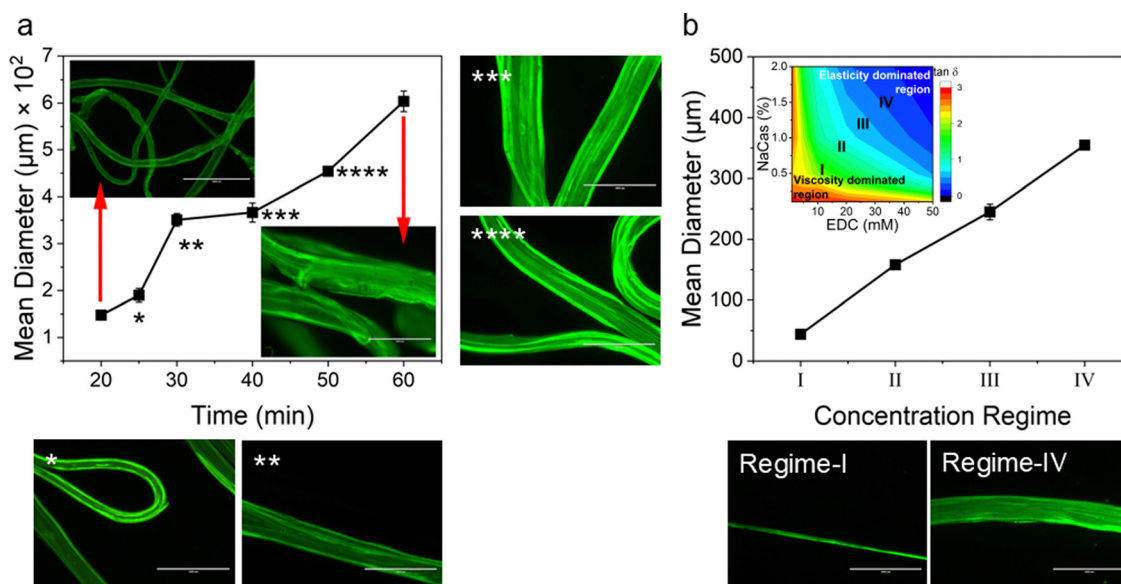 a
Mean Diameter (μm) × 10²
7
6
5
4
3
2
1
20
30
40
50
60
Time (min)
*
**
***
****
***
****
*
**
b
Mean Diameter (μm)
500
400
300
200
100
0
I
II
III
IV
Concentration Regime
NaCas (%)
2.0
1.5
1.0
0.5
10
20
30
40
50
EDC (mM)
Elasticity dominated
region
IV
III
II
I
Viscosity dominated
region
tan δ
3
2
1
0
Regime-I
Regime-IV